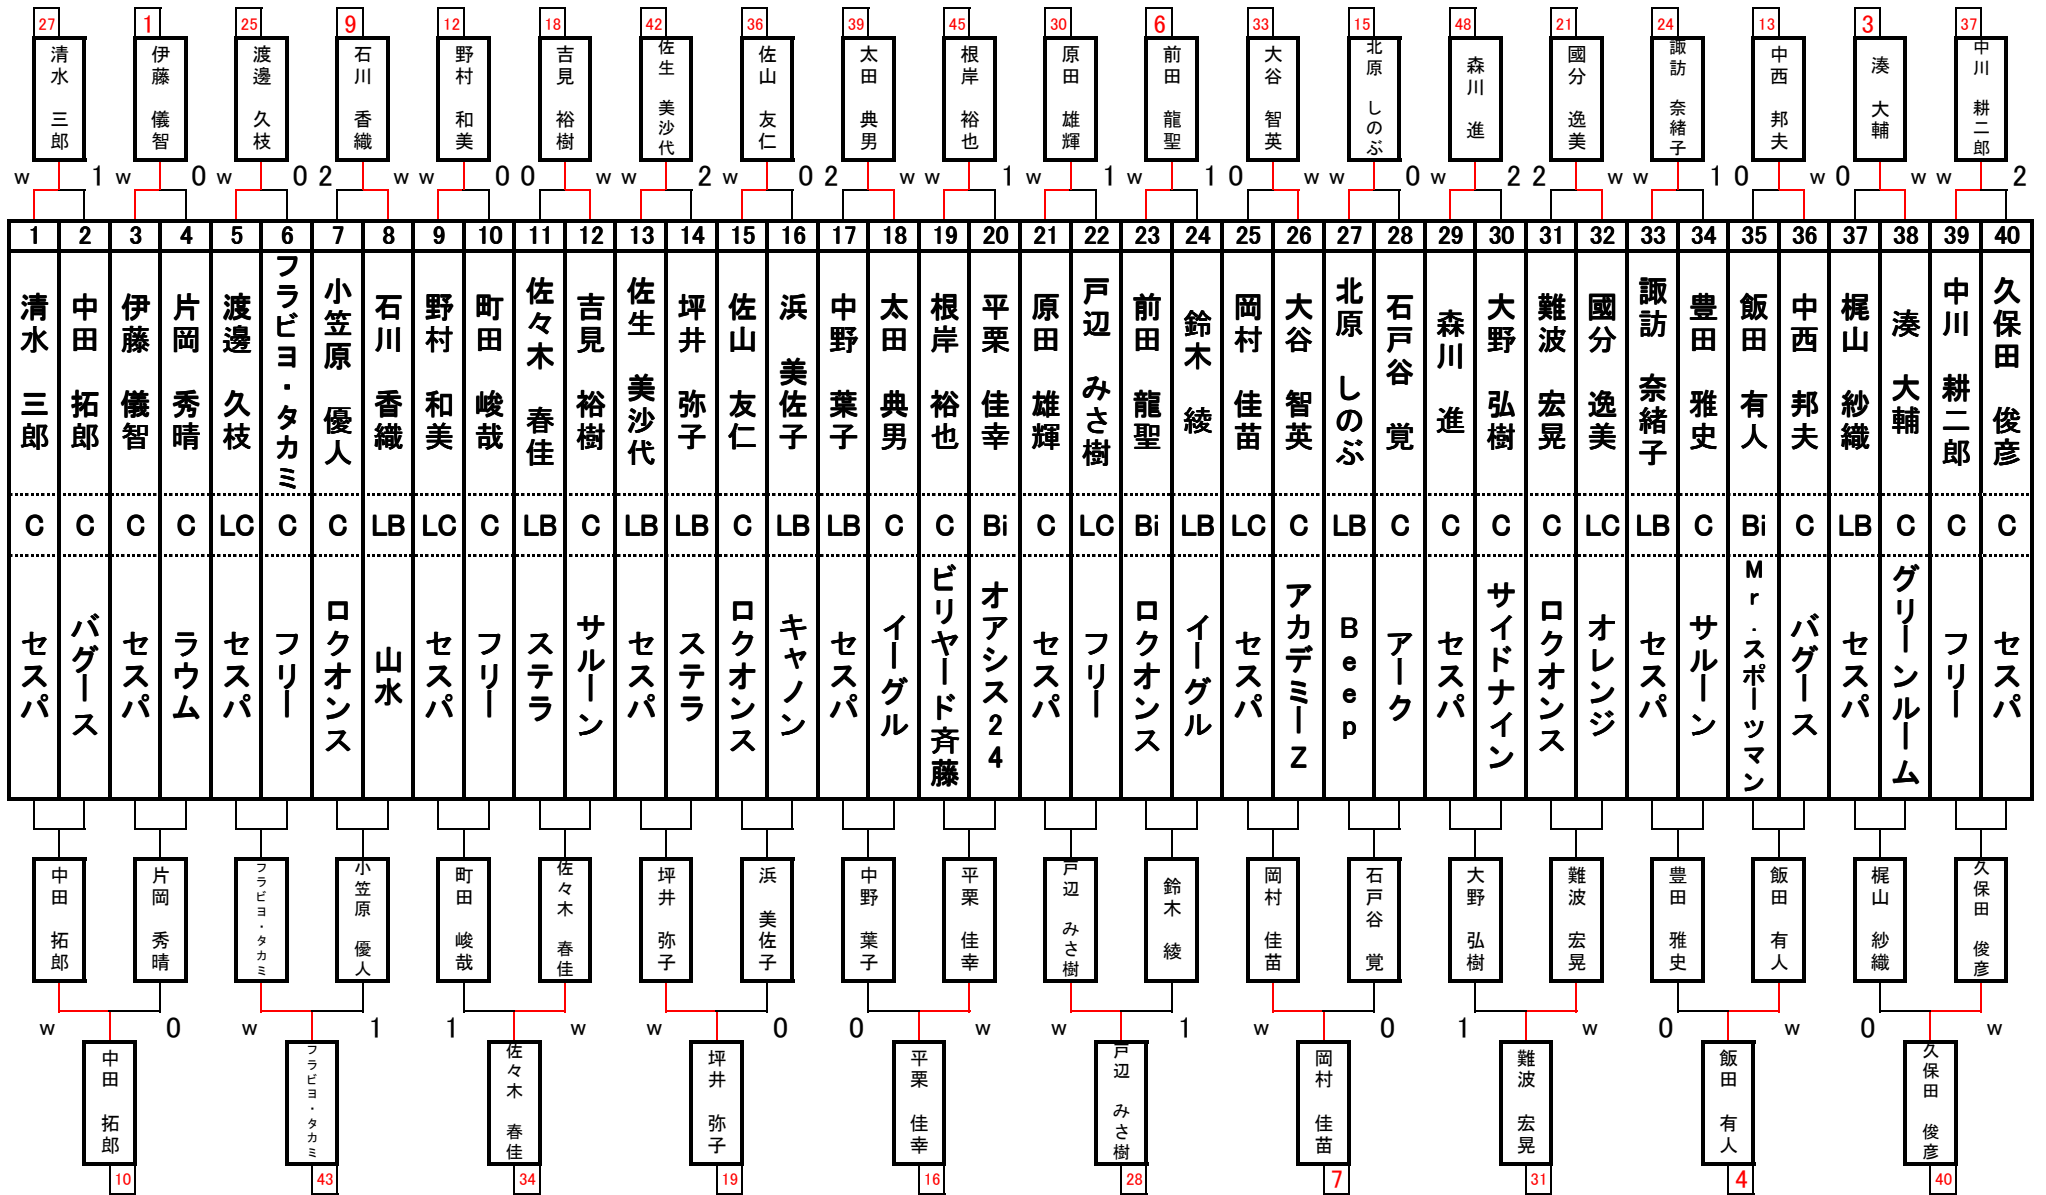 27 1 25 9 12 18 42 36 39 45 30 6 33 15 48 21 24 13 3 37
清水 三郎
伊藤 儀智
渡邊 久枝
石川 香織
野村 和美
吉見 裕樹
佐生 美沙代
佐山 友仁
太田 典男
根岸 裕也
原田 雄輝
前田 龍聖
大谷 智英
北原 しのぶ
森川 進
國分 逸美
諏訪 奈緒子
中西 邦夫
湊 大輔
中川 耕二郎
w 1 w 0 w 0 2 w w 0 0 w w 2 w 0 2 w w 1 w 1 w 1 0 w w 0 w 2 2 w w 1 0 w 0 w w 2
1 2 3 4 5 6 7 8 9 10 11 12 13 14 15 16 17 18 19 20 21 22 23 24 25 26 27 28 29 30 31 32 33 34 35 36 37 38 39 40
清水 三郎
中田 拓郎
伊藤 儀智
片岡 秀晴
渡邊 久枝
フラビヨ・タカミ
小笠原 優人
石川 香織
野村 和美
町田 峻哉
佐々木 春佳
吉見 裕樹
佐生 美沙代
坪井 弥子
佐山 友仁
浜 美佐子
中野 葉子
太田 典男
根岸 裕也
平栗 佳幸
原田 雄輝
戸辺 みさ樹
前田 龍聖
鈴木 綾
岡村 佳苗
大谷 智英
北原 しのぶ
石戸谷 覚
森川 進
大野 弘樹
難波 宏晃
國分 逸美
諏訪 奈緒子
豊田 雅史
飯田 有人
中西 邦夫
梶山 紗織
湊 大輔
中川 耕二郎
久保田 俊彦
C C C C LC C C LB LC C LB C LB LB C LB LB C C Bi C LC Bi LB LC C LB C C C C LC LB C Bi C LB C C C
セスパ
バグース
セスパ
ラウム
セスパ
フリー
ロクオンス
山水
セスパ
フリー
ステラ
サルーン
セスパ
ステラ
ロクオンス
キャノン
セスパ
イーグル
ビリヤード斉藤
オアシス24
セスパ
フリー
ロクオンス
イーグル
セスパ
アカデミーZ
Beep
アーク
セスパ
サイドナイン
ロクオンス
オレンジ
セスパ
サルーン
Mr.スポーツマン
バグース
セスパ
グリーンルーム
フリー
セスパ
中田 拓郎
片岡 秀晴
フラビヨ・タカミ
小笠原 優人
町田 峻哉
佐々木 春佳
坪井 弥子
浜 美佐子
中野 葉子
平栗 佳幸
戸辺 みさ樹
鈴木 綾
岡村 佳苗
石戸谷 覚
大野 弘樹
難波 宏晃
豊田 雅史
飯田 有人
梶山 紗織
久保田 俊彦
w 0 w 1 1 w w 0 0 w w 1 w 0 1 w 0 w 0 w
中田 拓郎
フラビヨ・タカミ
佐々木 春佳
坪井 弥子
平栗 佳幸
戸辺 みさ樹
岡村 佳苗
難波 宏晃
飯田 有人
久保田 俊彦
10 43 34 19 16 28 7 31 4 40